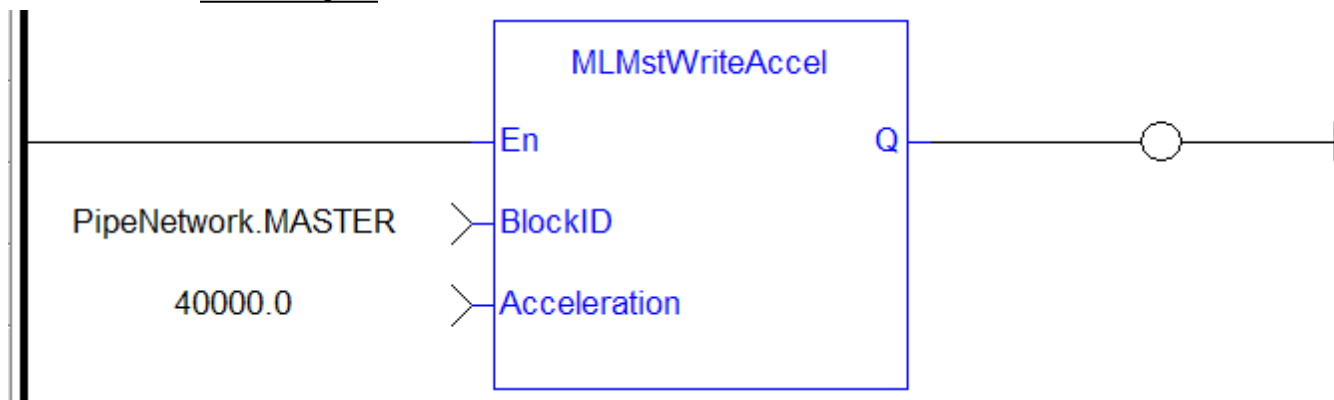 MLMstWriteAccel
En Q
PipeNetwork.MASTER BlockID
40000.0 Acceleration